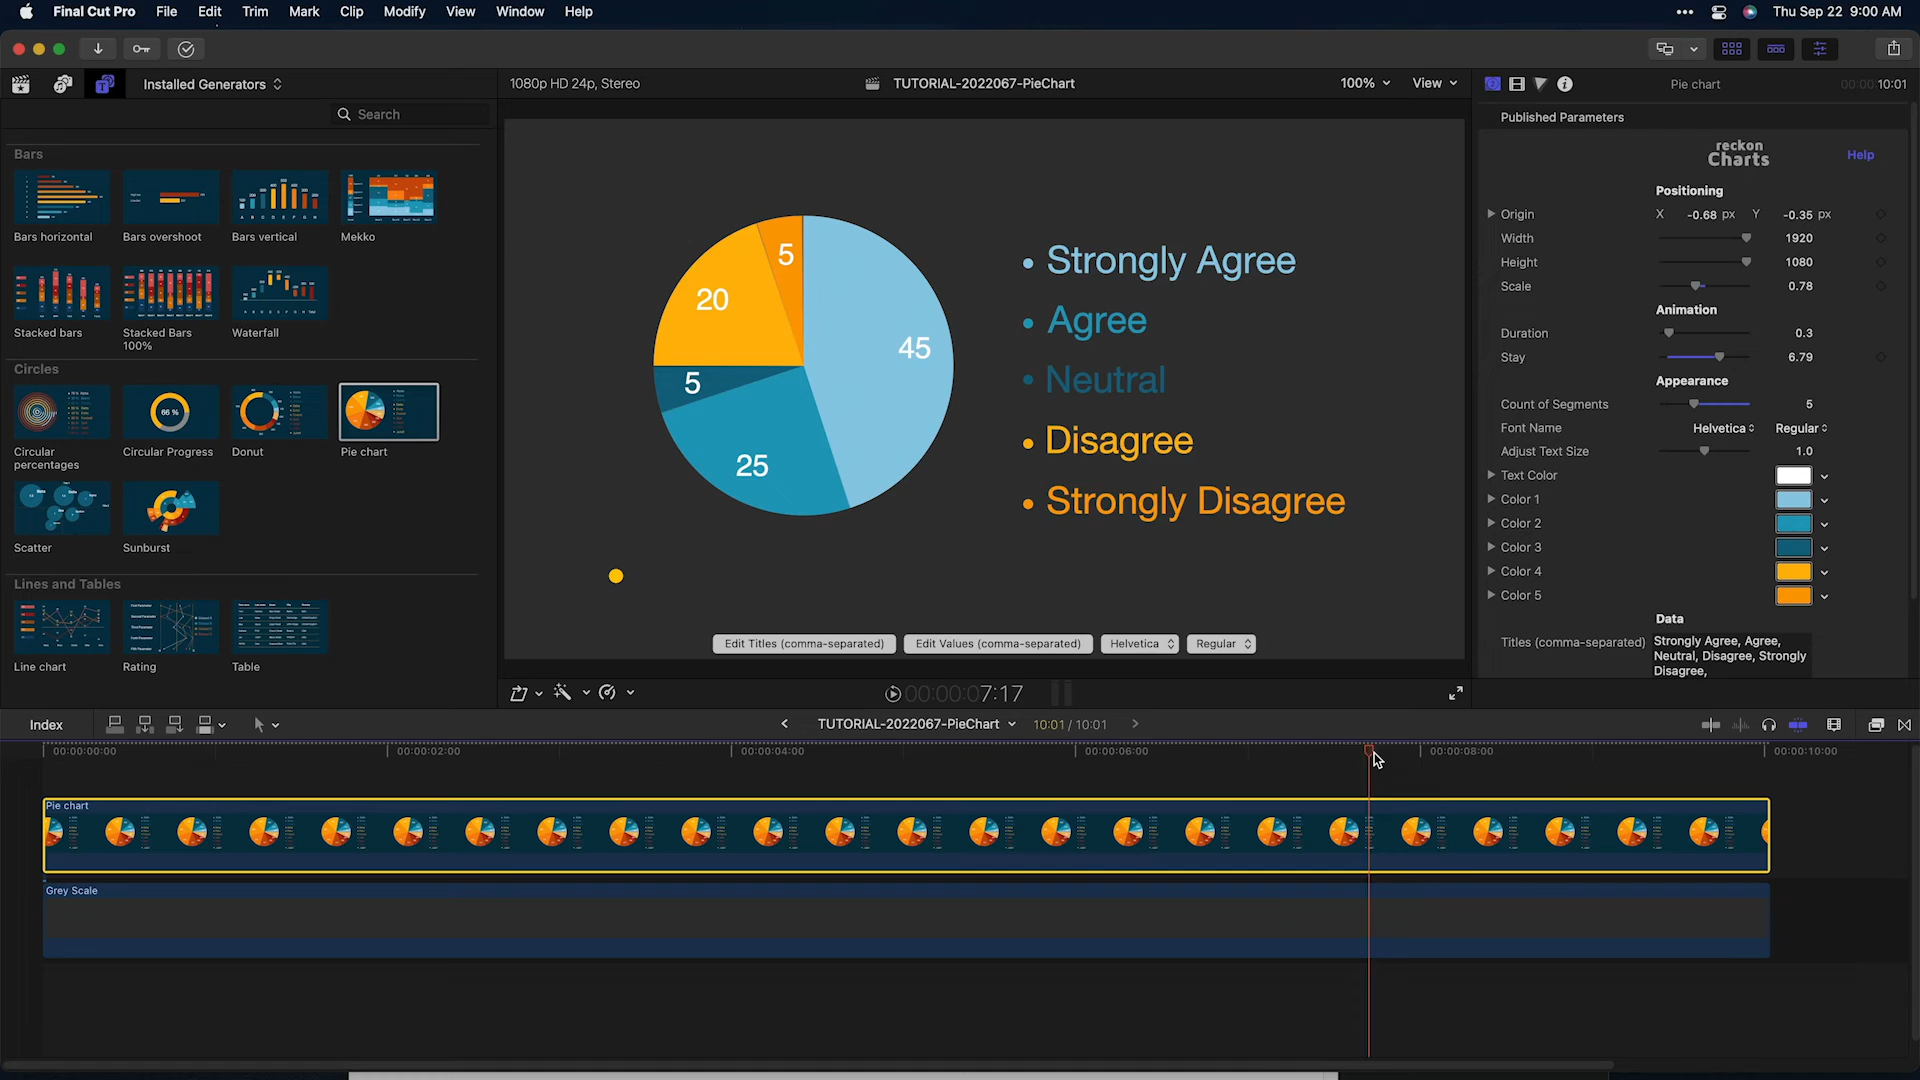 Final Cut Pro File Edit Trim Mark Clip Modify View Window Help Thu Sep 22 9:00 AM
Installed Generators 1080p HD 24p, Stereo TUTORIAL-2022067-PieChart 100% View Pie chart 00:00:10:01
Search
Published Parameters
reckon
Charts
Help
Bars
Bars horizontal Bars overshoot Bars vertical Mekko
Stacked bars Stacked Bars 100% Waterfall
Circles
66 %
Circular percentages Circular Progress Donut Pie chart
Scatter Sunburst
Lines and Tables
Line chart Rating Table
5
20
45
5
25
• Strongly Agree
• Agree
• Neutral
• Disagree
• Strongly Disagree
Edit Titles (comma-separated) Edit Values (comma-separated) Helvetica Regular
Positioning
Origin X -0.68 px Y -0.35 px
Width 1920
Height 1080
Scale 0.78
Animation
Duration 0.3
Stay 6.79
Appearance
Count of Segments 5
Font Name Helvetica Regular
Adjust Text Size 1.0
Text Color
Color 1
Color 2
Color 3
Color 4
Color 5
Data
Titles (comma-separated) Strongly Agree, Agree,
Neutral, Disagree, Strongly
Disagree,
00:00:07:17
Index TUTORIAL-2022067-PieChart 10:01 / 10:01
00:00:00:00 00:00:02:00 00:00:04:00 00:00:06:00 00:00:08:00 00:00:10:00
Pie chart
Grey Scale